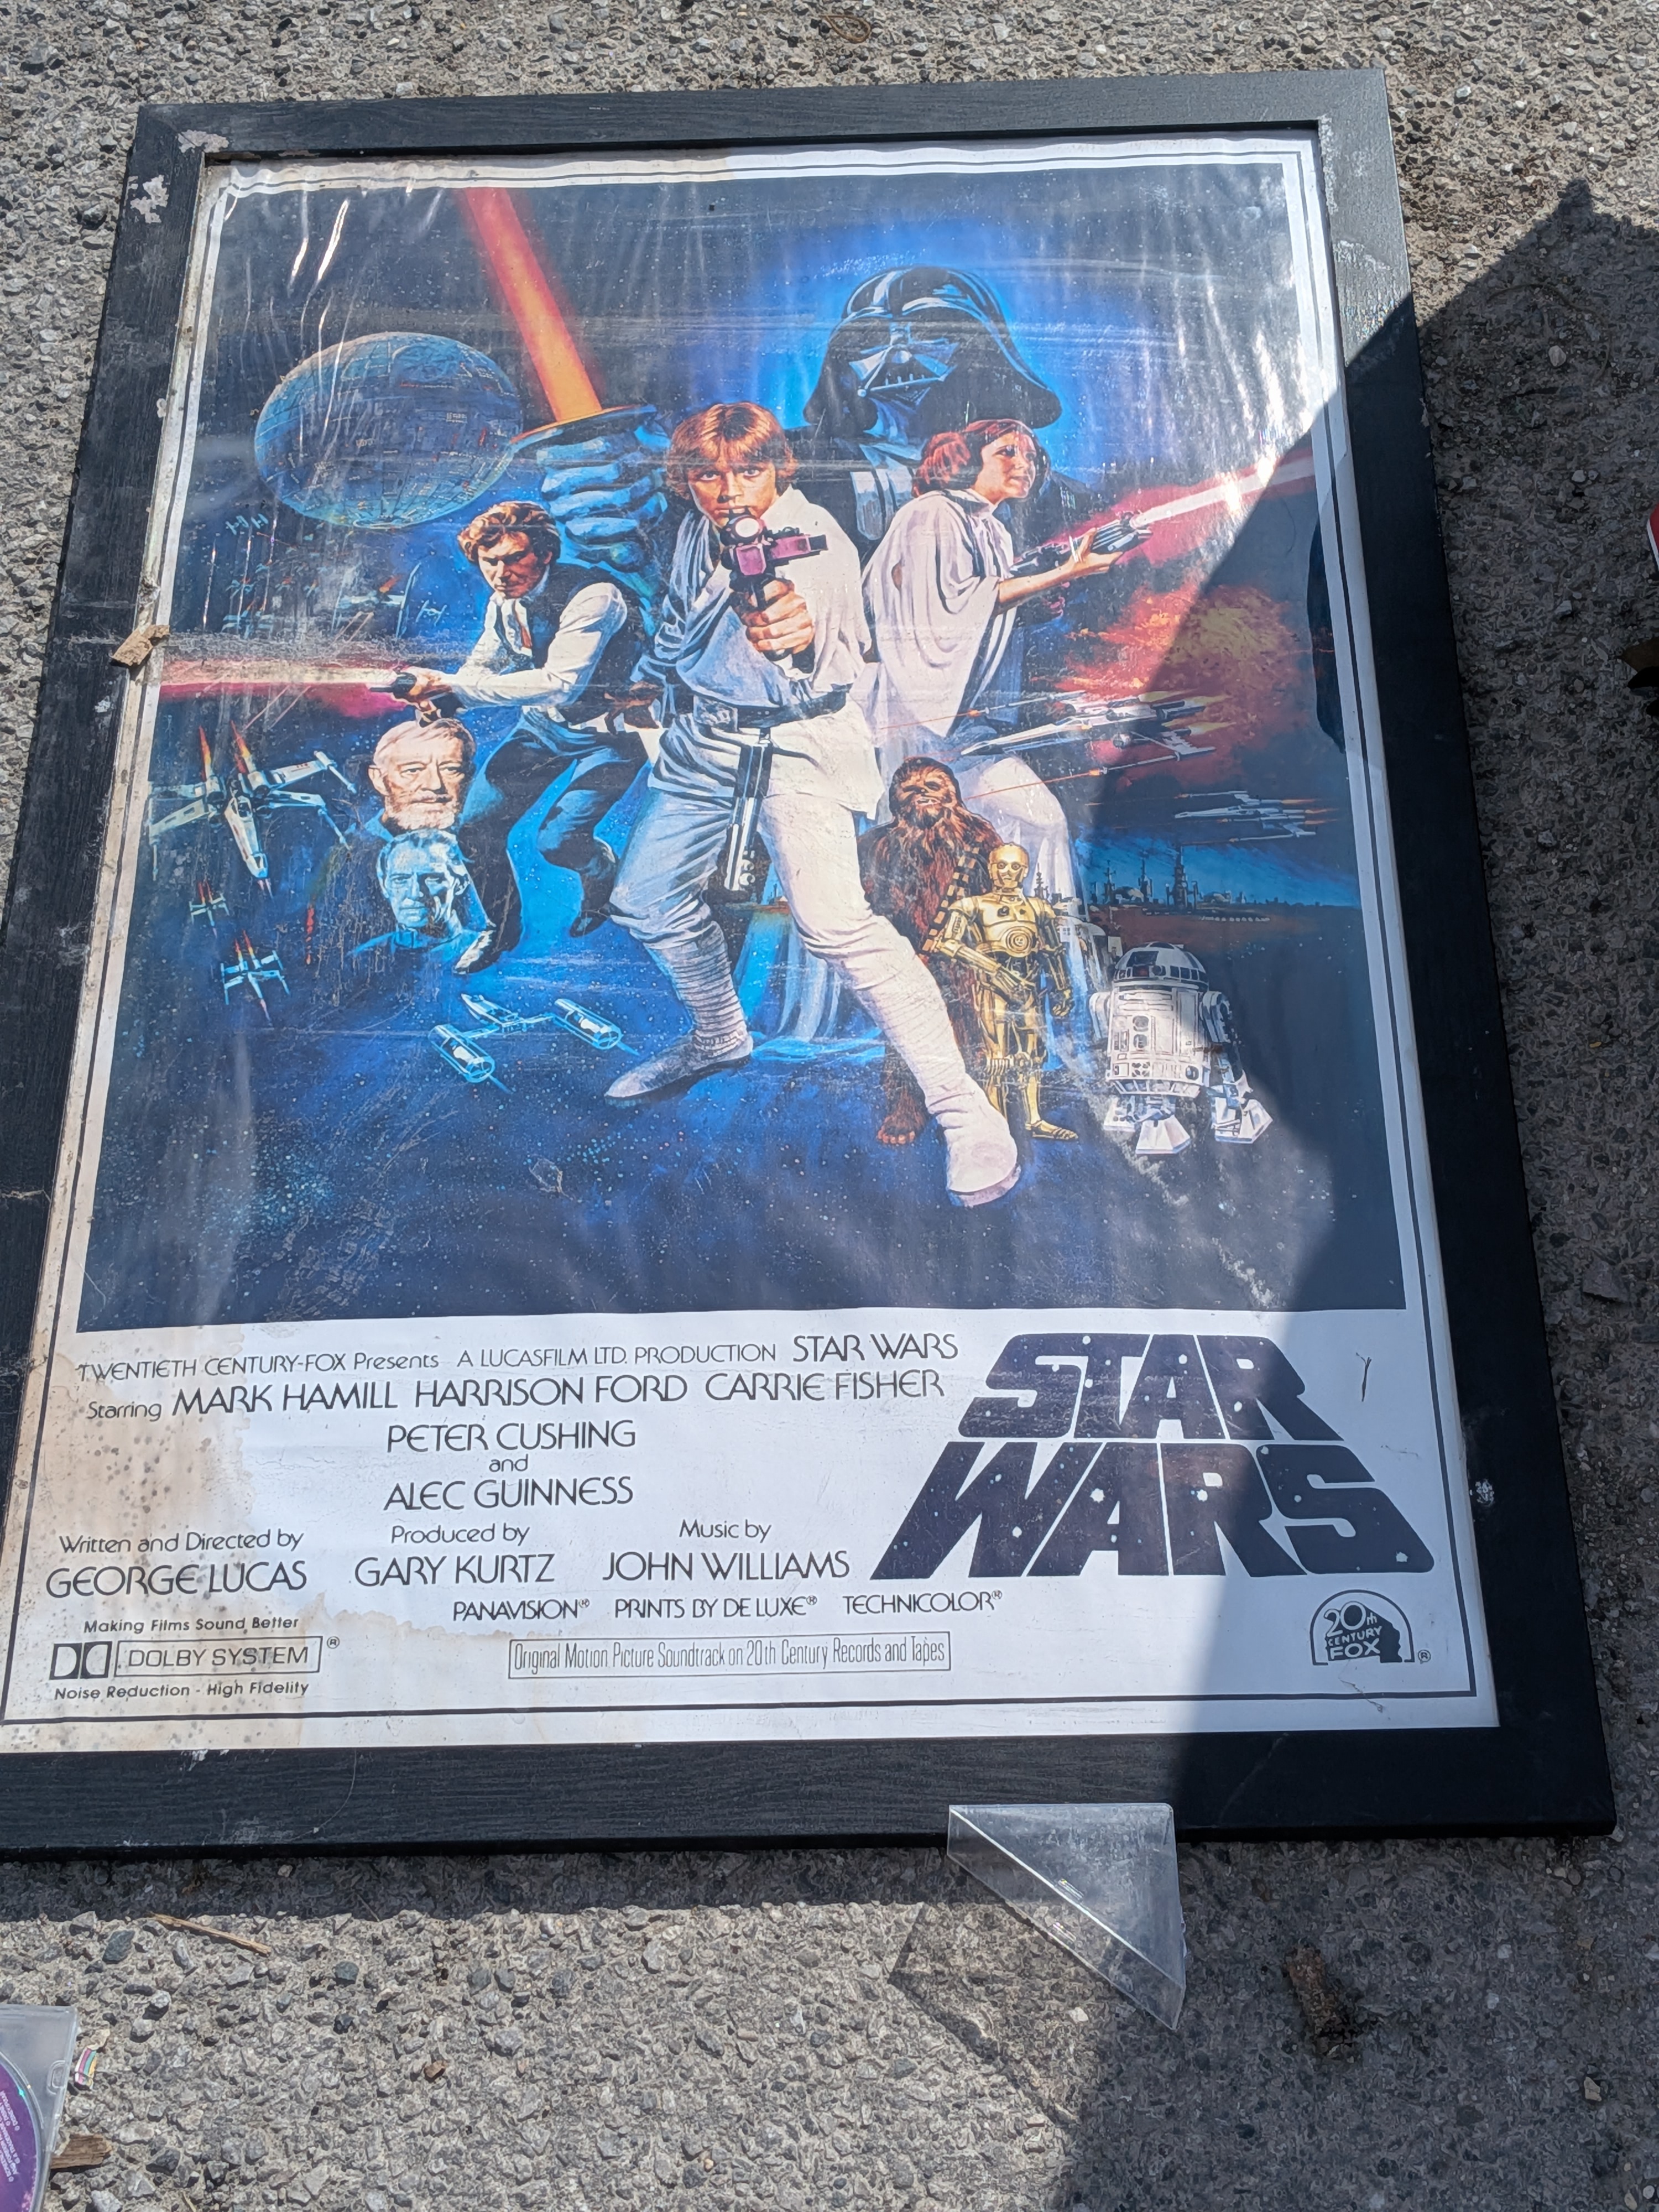 TWENTIETH CENTURY-FOX Presents A LUCASFILM LTD. PRODUCTION STAR WARS
Starring MARK HAMILL HARRISON FORD CARRIE FISHER
PETER CUSHING
and
ALEC GUINNESS
Written and Directed by
GEORGE LUCAS
Produced by
GARY KURTZ
Music by
JOHN WILLIAMS
PANAVISION® PRINTS BY DE LUXE® TECHNICOLOR®
Making Films Sound Better
DOLBY SYSTEM ®
Noise Reduction - High Fidelity
Original Motion Picture Soundtrack on 20th Century Records and Tapes
STAR
WARS
20th
CENTURY
FOX ®